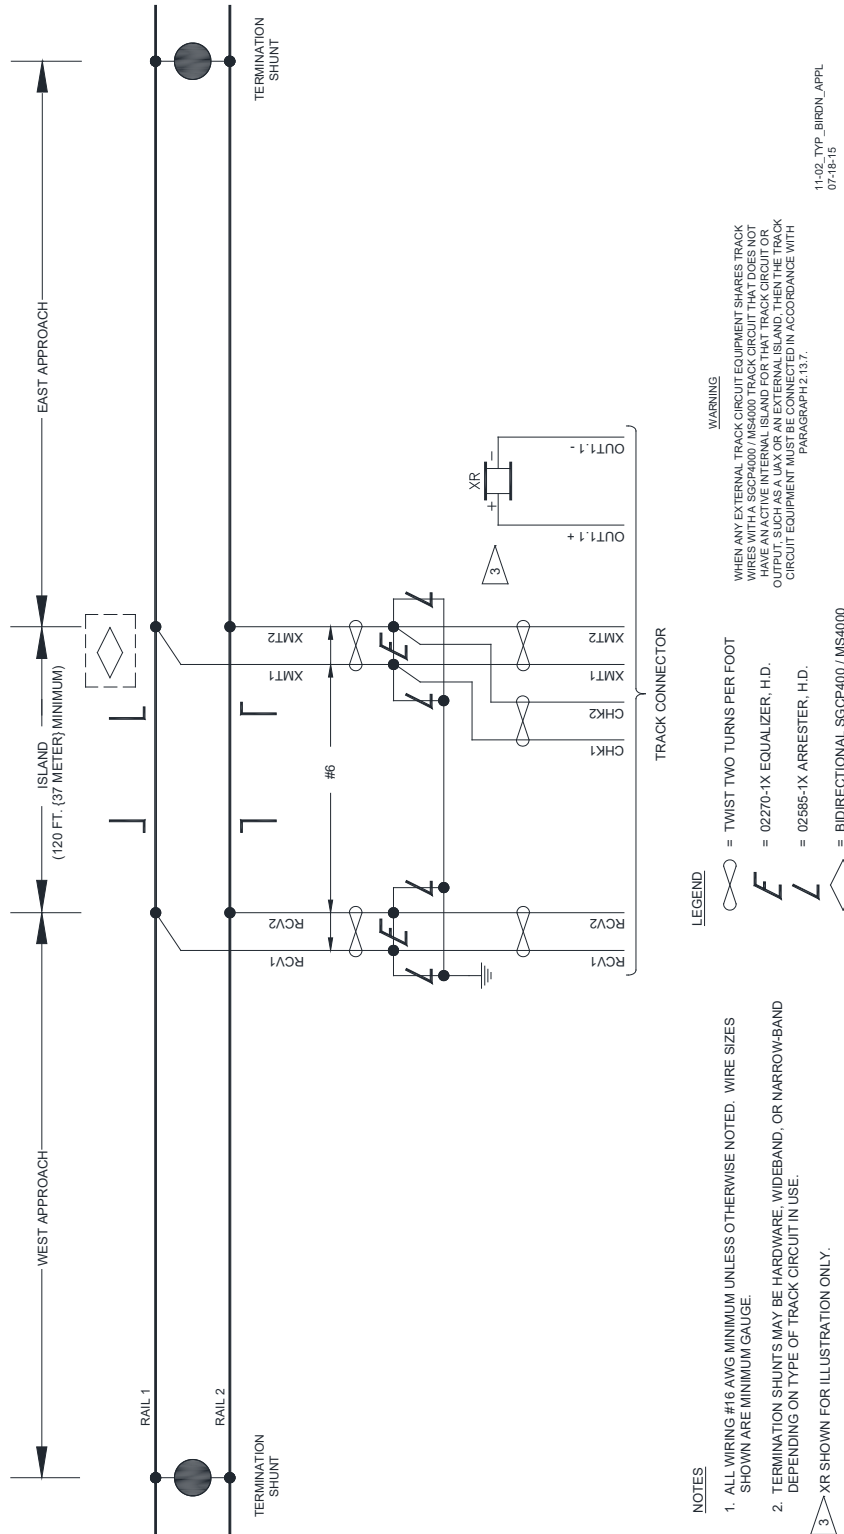 WEST APPROACH
ISLAND
(120 FT. {37 METER} MINIMUM)
EAST APPROACH
RAIL 1
RAIL 2
TERMINATION
SHUNT
TERMINATION
SHUNT
RCV1
RCV2
XMT1
XMT2
#6
RCV1
RCV2
CHK1
CHK2
XMT1
XMT2
3
XR
+
-
OUT1.1 +
OUT1.1 -
TRACK CONNECTOR
NOTES
1. ALL WIRING #16 AWG MINIMUM UNLESS OTHERWISE NOTED. WIRE SIZES
SHOWN ARE MINIMUM GAUGE.
2. TERMINATION SHUNTS MAY BE HARDWARE, WIDEBAND, OR NARROW-BAND
DEPENDING ON TYPE OF TRACK CIRCUIT IN USE.
3 XR SHOWN FOR ILLUSTRATION ONLY.
LEGEND
= TWIST TWO TURNS PER FOOT
= 02270-1X EQUALIZER, H.D.
= 02585-1X ARRESTER, H.D.
= BIDIRECTIONAL SGCP400 / MS4000
WARNING
WHEN ANY EXTERNAL TRACK CIRCUIT EQUIPMENT SHARES TRACK
WIRES WITH A SGCP4000 / MS4000 TRACK CIRCUIT THAT DOES NOT
HAVE AN ACTIVE INTERNAL ISLAND FOR THAT TRACK CIRCUIT OR
OUTPUT, SUCH AS A UAX OR AN EXTERNAL ISLAND, THEN THE TRACK
CIRCUIT EQUIPMENT MUST BE CONNECTED IN ACCORDANCE WITH
PARAGRAPH 2.13.7.
11-02_TYP_BIRDN_APPL
07-18-15